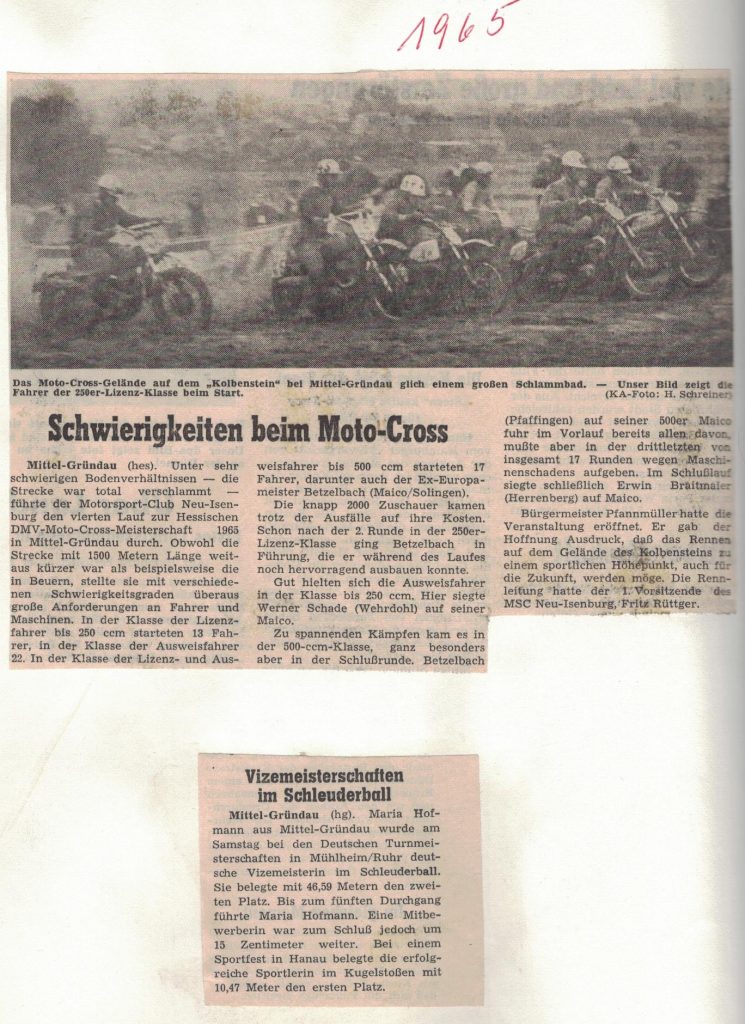 1965
Das Moto-Cross-Gelände auf dem „Kolbenstein“ bei Mittel-Gründau glich einem großen Schlammbad. — Unser Bild zeigt die
Fahrer der 250er-Lizenz-Klasse beim Start. (KA-Foto: H. Schreiner)
Schwierigkeiten beim Moto-Cross
Mittel-Gründau (hes). Unter sehr
schwierigen Bodenverhältnissen — die
Strecke war total verschlammt —
führte der Motorsport-Club Neu-Isen-
burg den vierten Lauf zur Hessischen
DMV-Moto-Cross-Meisterschaft 1965
in Mittel-Gründau durch. Obwohl die
Strecke mit 1500 Metern Länge weit-
aus kürzer war als beispielsweise die
in Beuern, stellte sie mit verschiede-
nen Schwierigkeitsgraden überaus
große Anforderungen an Fahrer und
Maschinen. In der Klasse der Lizenz-
fahrer bis 250 ccm starteten 13 Fah-
rer, in der Klasse der Ausweisfahrer
22. In der Klasse der Lizenz- und Aus-
weisfahrer bis 500 ccm starteten 17
Fahrer, darunter auch der Ex-Europa-
meister Betzelbach (Maico/Solingen).
Die knapp 2000 Zuschauer kamen
trotz der Ausfälle auf ihre Kosten.
Schon nach der 2. Runde in der 250er-
Lizenz-Klasse ging Betzelbach in
Führung, die er während des Laufes
noch hervorragend ausbauen konnte.
Gut hielten sich die Ausweisfahrer
in der Klasse bis 250 ccm. Hier siegte
Werner Schade (Wehrdohl) auf seiner
Maico.
Zu spannenden Kämpfen kam es in
der 500-ccm-Klasse, ganz besonders
aber in der Schlußrunde. Betzelbach
(Pfaffingen) auf seiner 500er Maico
fuhr im Vorlauf bereits allen davon,
mußte aber in der drittletzten von
insgesamt 17 Runden wegen Maschi-
nenschadens aufgeben. Im Schlußlauf
siegte schließlich Erwin Bräitmaier
(Herrenberg) auf Maico.
Bürgermeister Pfannmüller hatte die
Veranstaltung eröffnet. Er gab der
Hoffnung Ausdruck, daß das Rennen
auf dem Gelände des Kolbensteins zu
einem sportlichen Höhepunkt, auch für
die Zukunft, werden möge. Die Renn-
leitung hatte der 1. Vorsitzende des
MSC Neu-Isenburg, Fritz Rüttger.
Vizemeisterschaften
im Schleuderball
Mittel-Gründau (hg). Maria Hof-
mann aus Mittel-Gründau wurde am
Samstag bei den Deutschen Turnmei-
sterschaften in Mühlheim/Ruhr deut-
sche Vizemeisterin im Schleuderball.
Sie belegte mit 46,59 Metern den zwei-
ten Platz. Bis zum fünften Durchgang
führte Maria Hofmann. Eine Mitbe-
werberin war zum Schluß jedoch um
15 Zentimeter weiter. Bei einem
Sportfest in Hanau belegte die erfolg-
reiche Sportlerin im Kugelstoßen mit
10,47 Meter den ersten Platz.